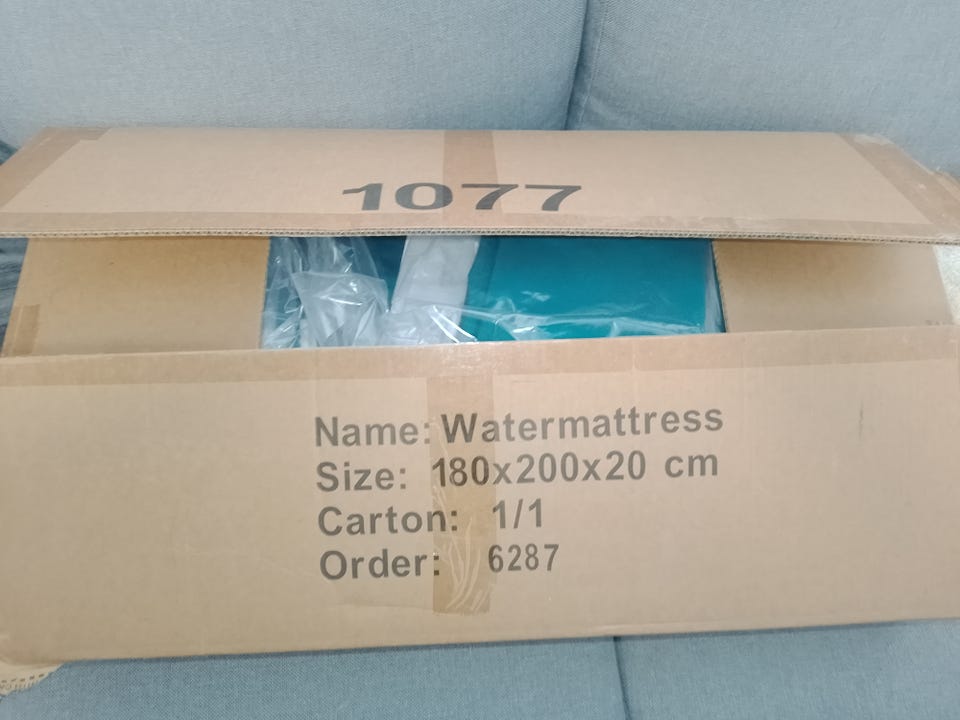 1077
Name: Watermattress
Size: 180x200x20 cm
Carton: 1/1
Order: 6287